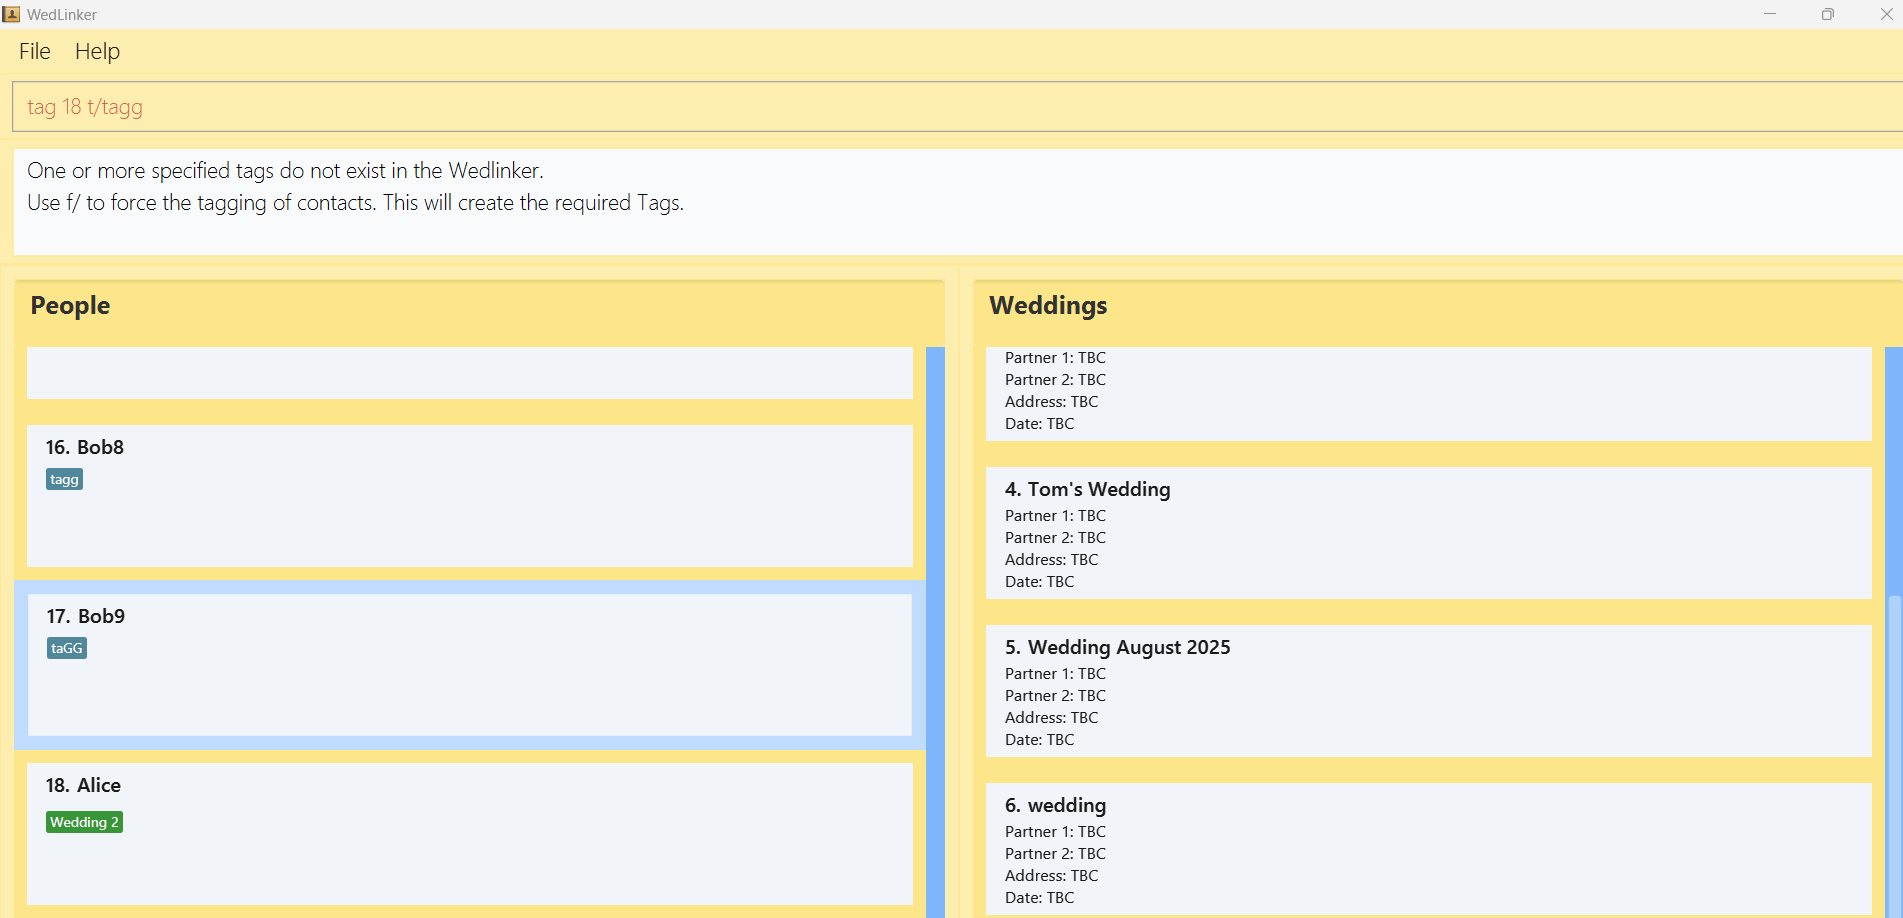 WedLinker
File Help
tag 18 t/tagg
One or more specified tags do not exist in the Wedlinker.
Use f/ to force the tagging of contacts. This will create the required Tags.
People
16. Bob8
tagg
17. Bob9
taGG
18. Alice
Wedding 2
Weddings
Partner 1: TBC
Partner 2: TBC
Address: TBC
Date: TBC
4. Tom's Wedding
Partner 1: TBC
Partner 2: TBC
Address: TBC
Date: TBC
5. Wedding August 2025
Partner 1: TBC
Partner 2: TBC
Address: TBC
Date: TBC
6. wedding
Partner 1: TBC
Partner 2: TBC
Address: TBC
Date: TBC